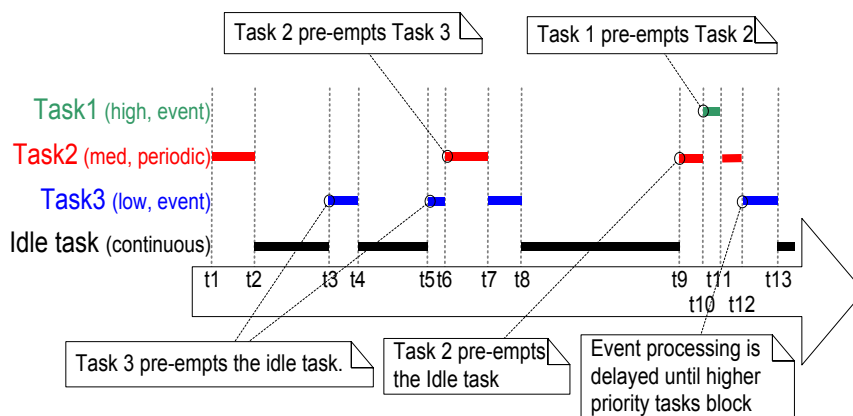 Task 2 pre-empts Task 3
Task 1 pre-empts Task 2
Task1 (high, event)
Task2 (med, periodic)
Task3 (low, event)
Idle task (continuous)
t1 t2 t3 t4 t5 t6 t7 t8 t9 t11 t13
t10 t12
Task 3 pre-empts the idle task.
Task 2 pre-empts
the Idle task
Event processing is
delayed until higher
priority tasks block